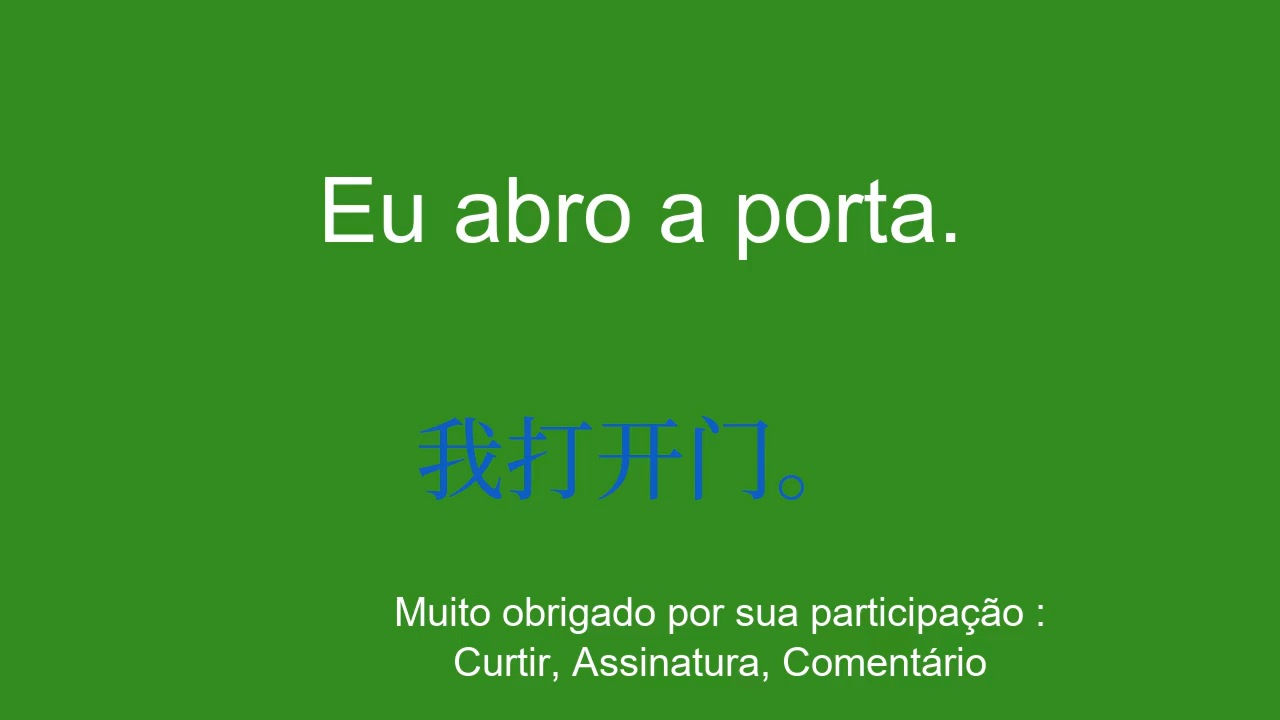 Eu abro a porta.
我打开门。
Muito obrigado por sua participação :
Curtir, Assinatura, Comentário